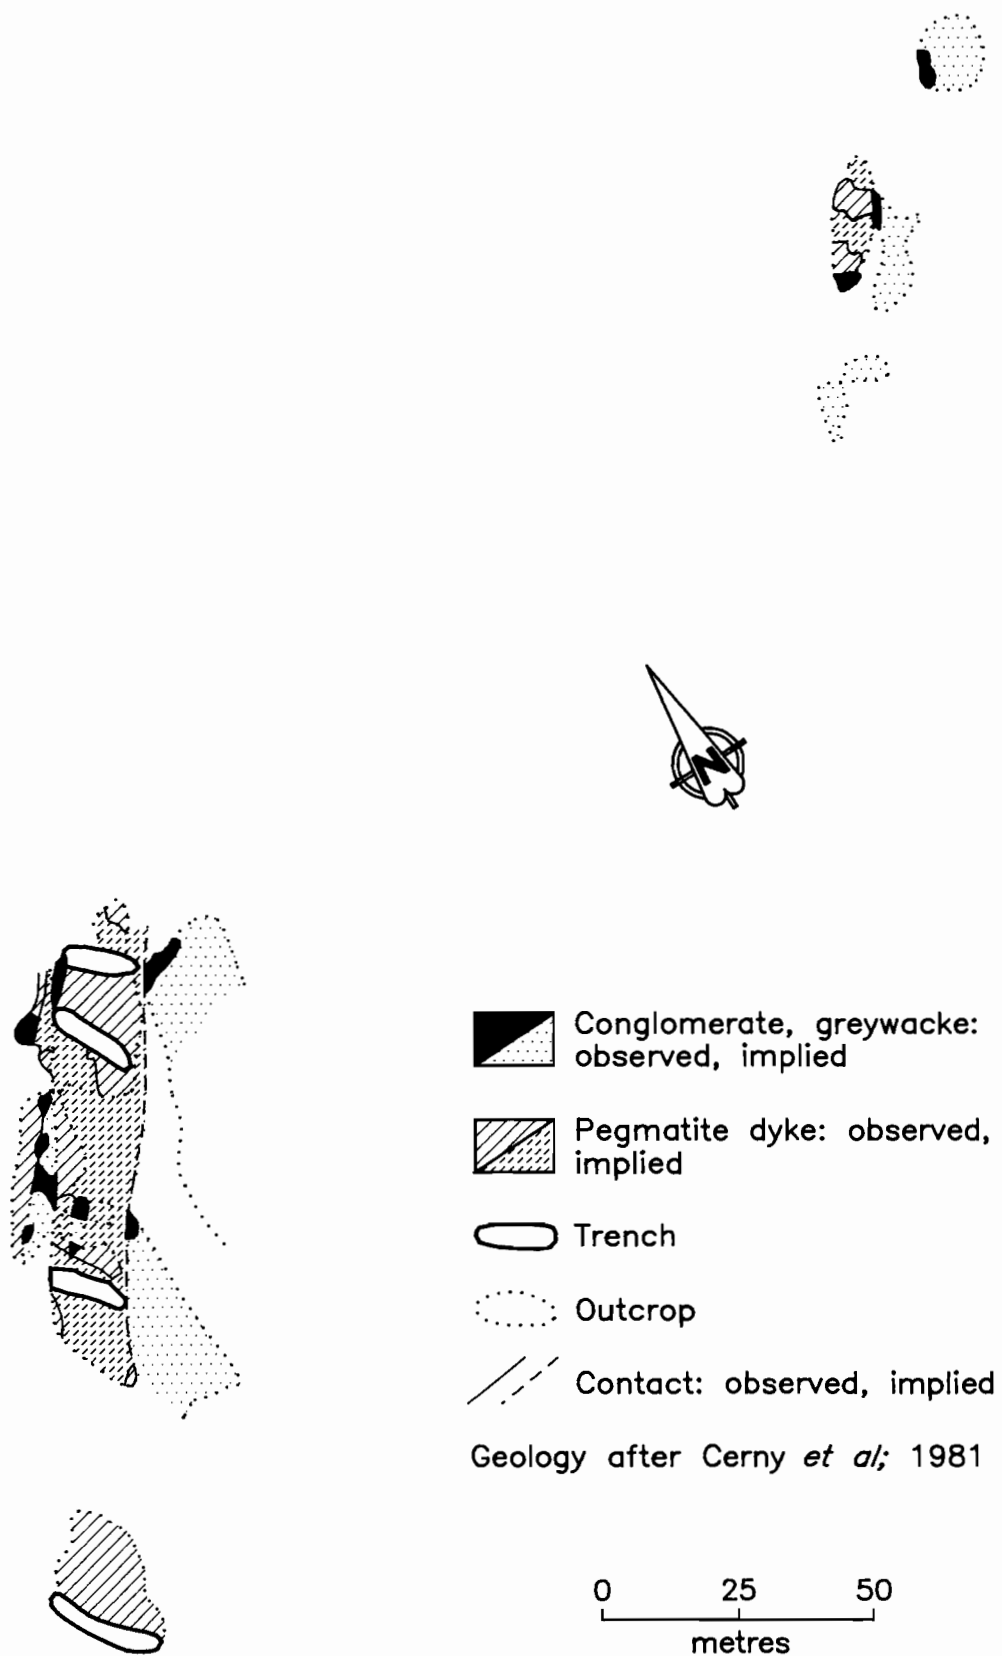 N
Conglomerate, greywacke:
observed, implied
Pegmatite dyke: observed,
implied
Trench
Outcrop
Contact: observed, implied
Geology after Cerny et al; 1981
0 25 50
metres